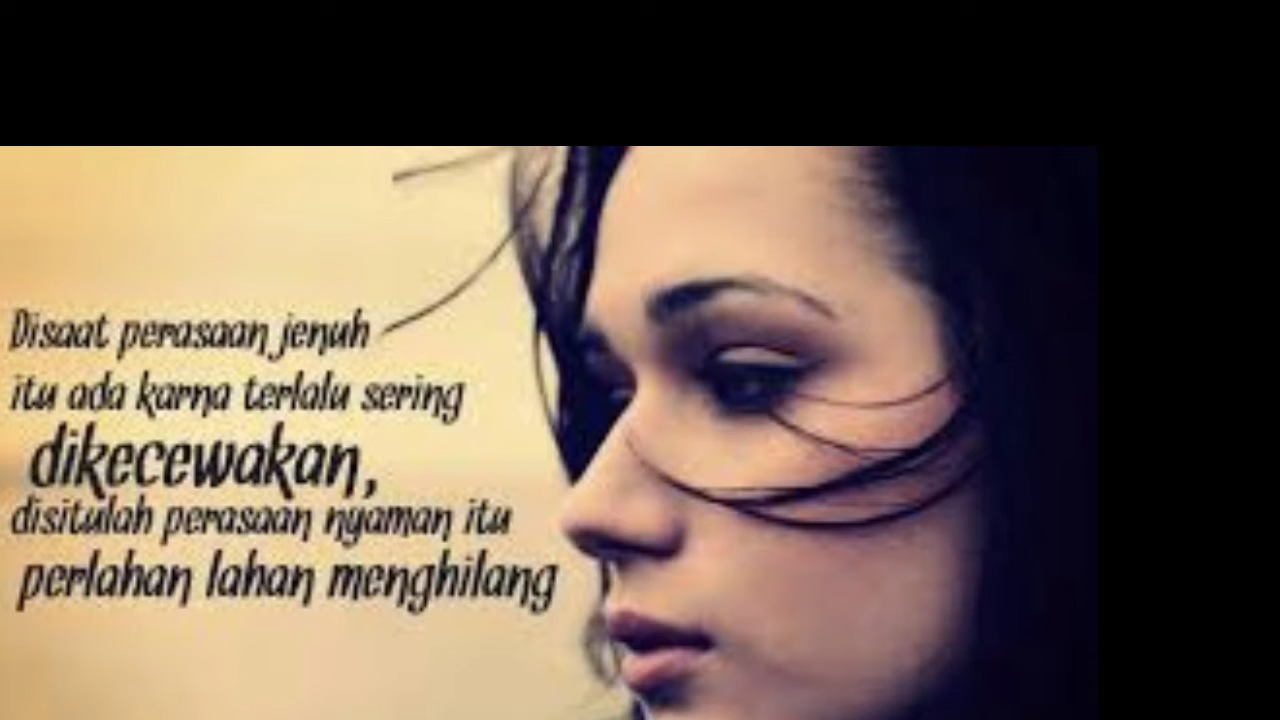 Disaat perasaan jenuh
itu ada karna terlalu sering
dikecewakan,
disitulah perasaan nyaman itu
perlahan lahan menghilang